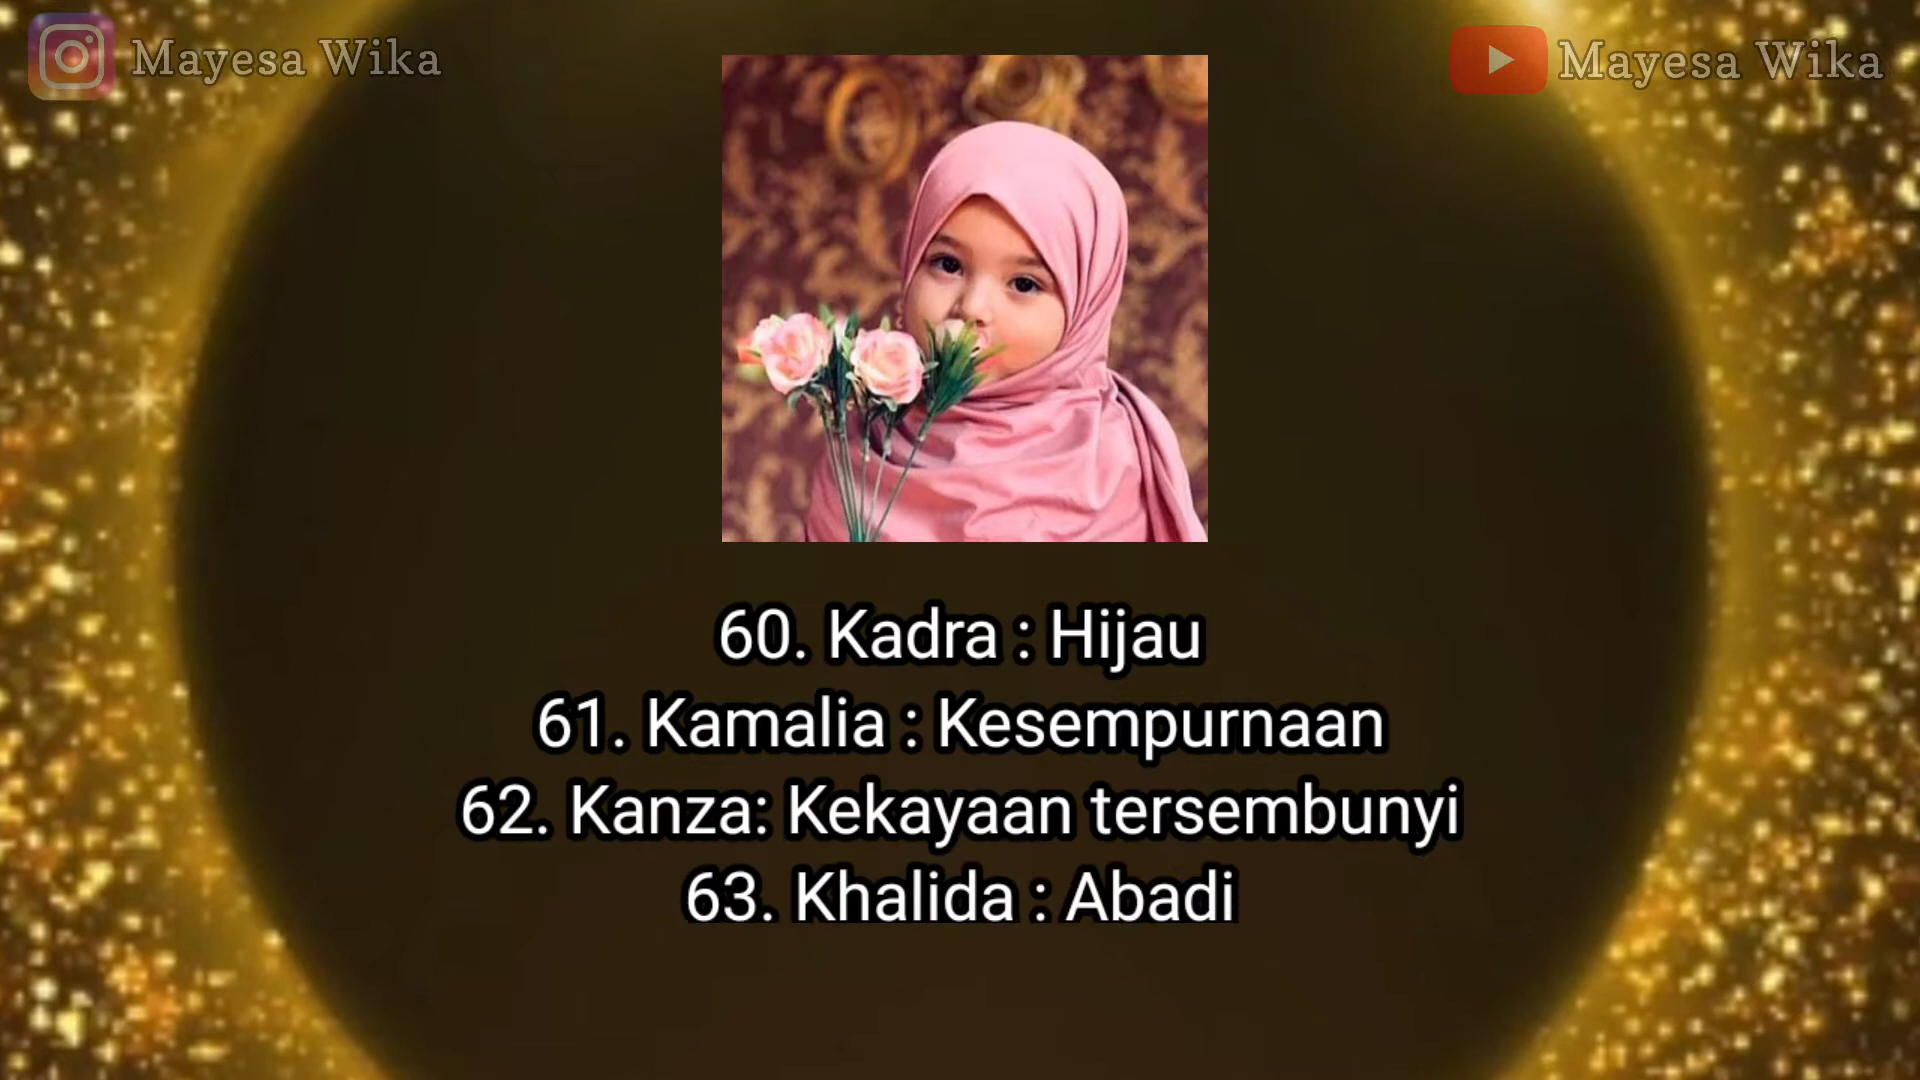 Mayesa Wika
Mayesa Wika
60. Kadra : Hijau
61. Kamalia : Kesempurnaan
62. Kanza: Kekayaan tersembunyi
63. Khalida : Abadi